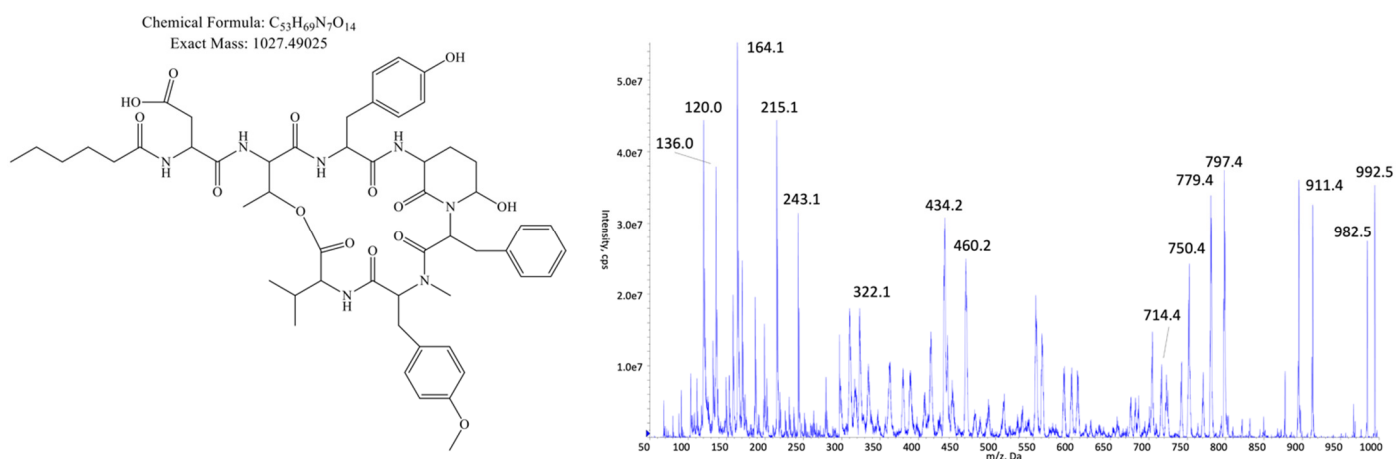 Chemical Formula: C53H69N7O14
Exact Mass: 1027.49025
OH
O
HO
O
H
N
O
H
N
N
H
O
N
H
O
O
N
OH
O
O
O
O
N
N
H
O
164.1
5.0e7
120.0
215.1
136.0
4.0e7
797.4
992.5
779.4
911.4
243.1
434.2
982.5
3.0e7
460.2
750.4
Intensity, cps
322.1
2.0e7
714.4
1.0e7
50 100 150 200 250 300 350 400 450 500 550 600 650 700 750 800 850 900 950 1000
m/z, Da